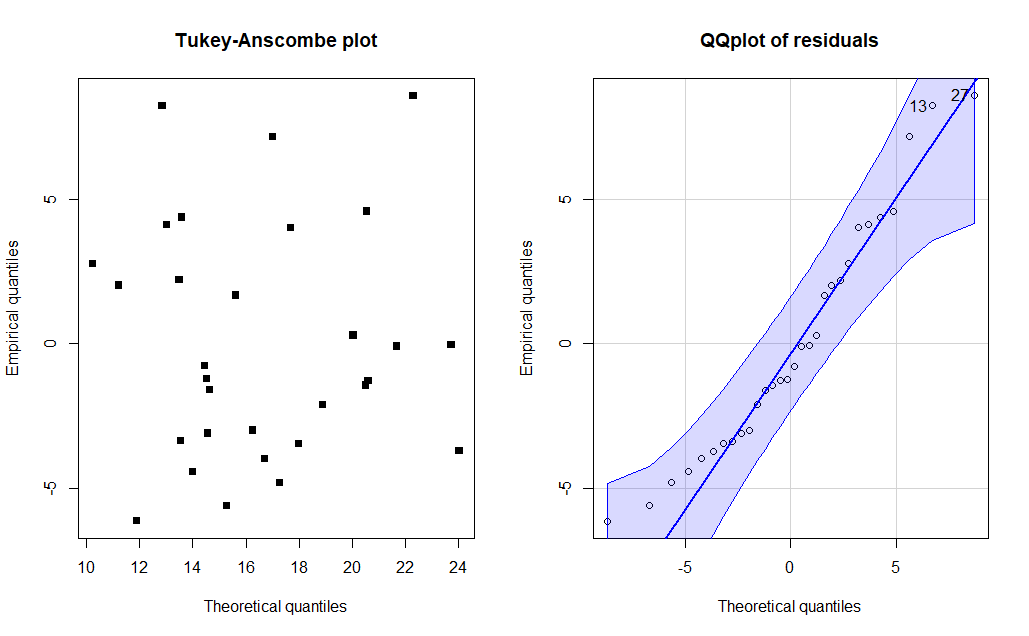 Tukey-Anscombe plot
Empirical quantiles
5
0
-5
10 12 14 16 18 20 22 24
Theoretical quantiles
QQplot of residuals
Empirical quantiles
5
0
-5
13
27
-5 0 5
Theoretical quantiles